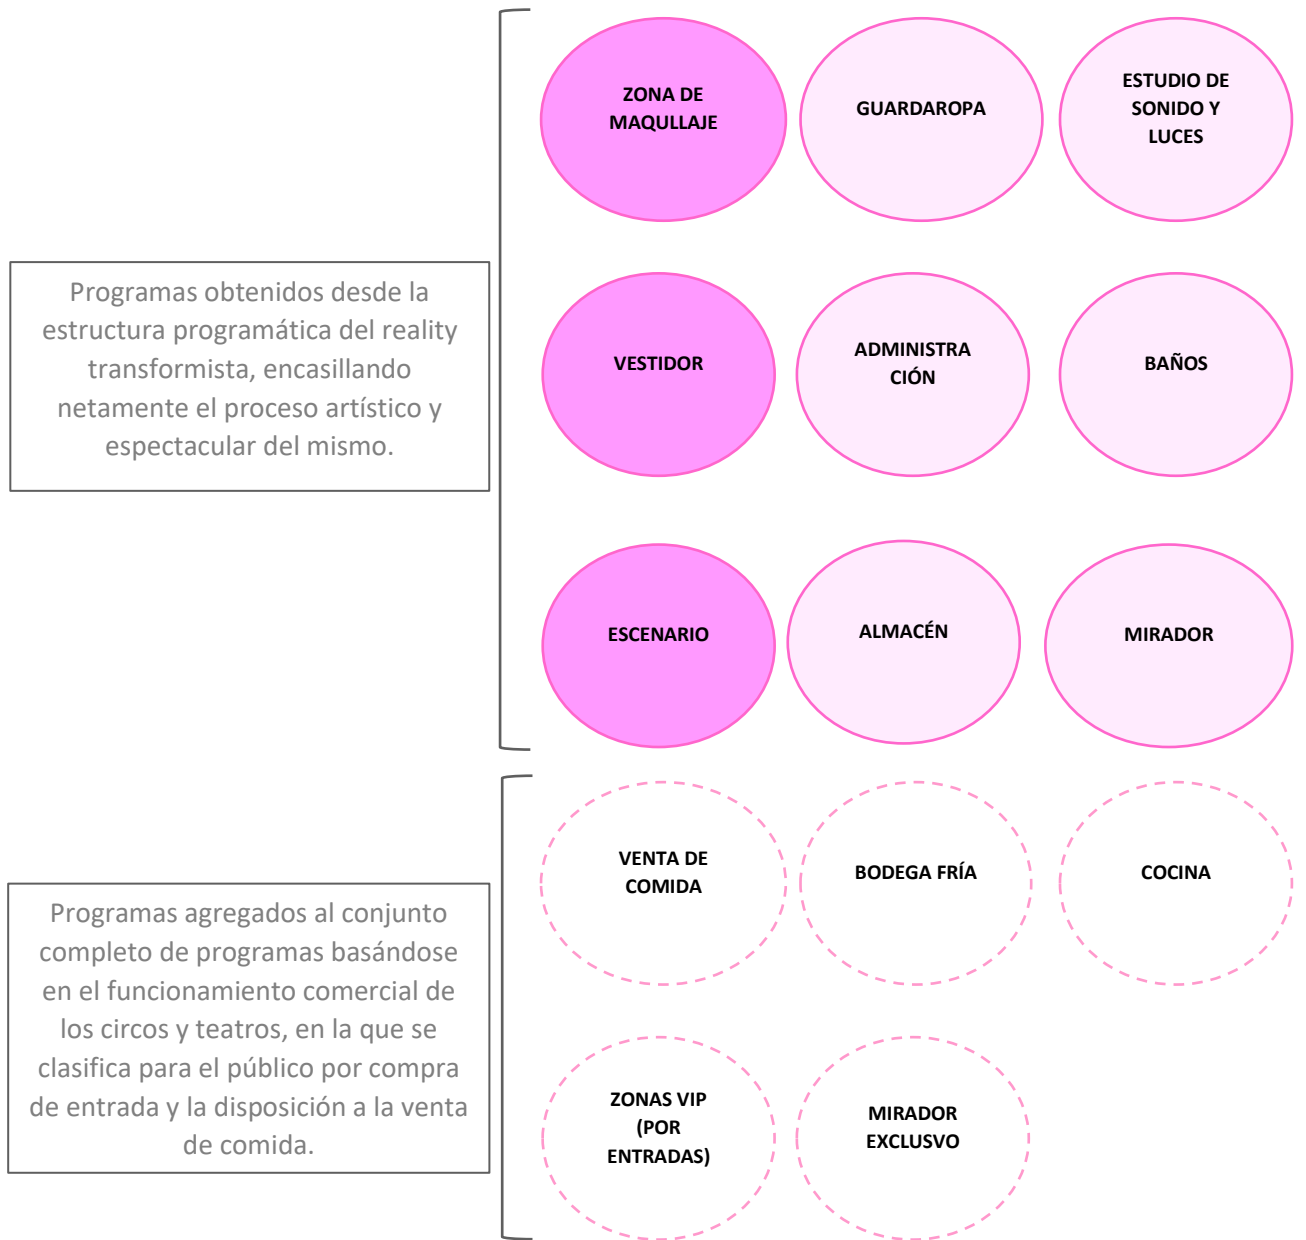 ZONA DE
MAQULLAJE
GUARDAROPA
ESTUDIO DE
SONIDO Y
LUCES
Programas obtenidos desde la
estructura programática del reality
transformista, encasillando
netamente el proceso artístico y
espectacular del mismo.
VESTIDOR
ADMINISTRA
CIÓN
BAÑOS
ESCENARIO
ALMACÉN
MIRADOR
Programas agregados al conjunto
completo de programas basándose
en el funcionamiento comercial de
los circos y teatros, en la que se
clasifica para el público por compra
de entrada y la disposición a la venta
de comida.
VENTA DE
COMIDA
BODEGA FRÍA
COCINA
ZONAS VIP
(POR
ENTRADAS)
MIRADOR
EXCLUSVO